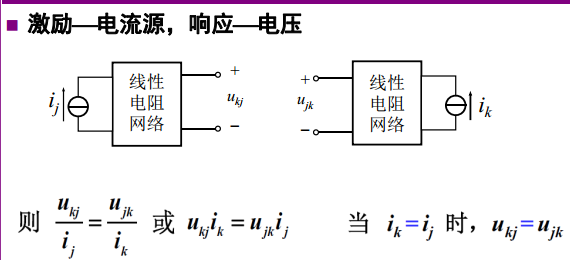 ■ 激励—电流源，响应—电压
i_j 线性 电阻 网络 + u_kj −
+ u_jk − 线性 电阻 网络 i_k
则 u_kj / i_j = u_jk / i_k 或 u_kj i_k = u_jk i_j 当 i_k = i_j 时，u_kj = u_jk